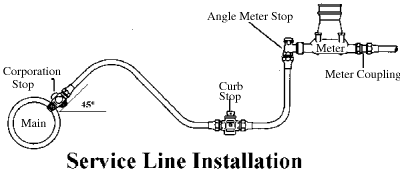 Angle Meter Stop
Meter
Meter Coupling
Corporation
Stop
Curb
Stop
45°
Main
Service Line Installation